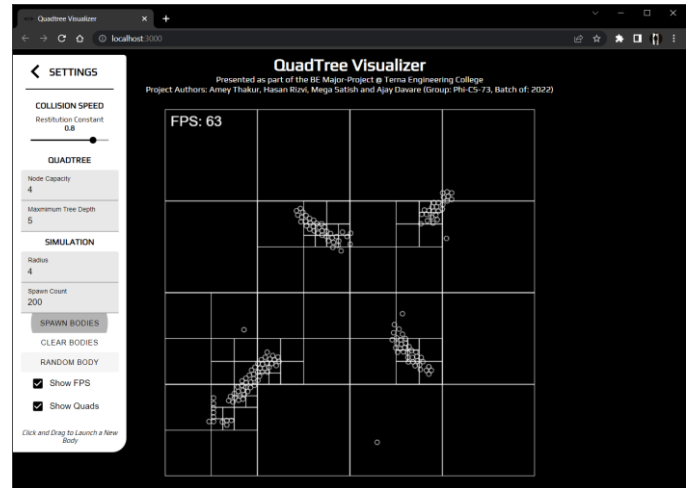 Quadtree Visualizer
localhost:3000
SETTINGS
COLLISION SPEED
Restitution Constant
0.8
QUADTREE
Node Capacity
4
Maxmimum Tree Depth
5
SIMULATION
Radius
4
Spawn Count
200
SPAWN BODIES
CLEAR BODIES
RANDOM BODY
Show FPS
Show Quads
Click and Drag to Launch a New
Body
QuadTree Visualizer
Presented as part of the BE Major-Project @ Terna Engineering College
Project Authors: Amey Thakur, Hasan Rizvi, Mega Satish and Ajay Davare (Group: Phi-CS-73, Batch of: 2022)
FPS: 63